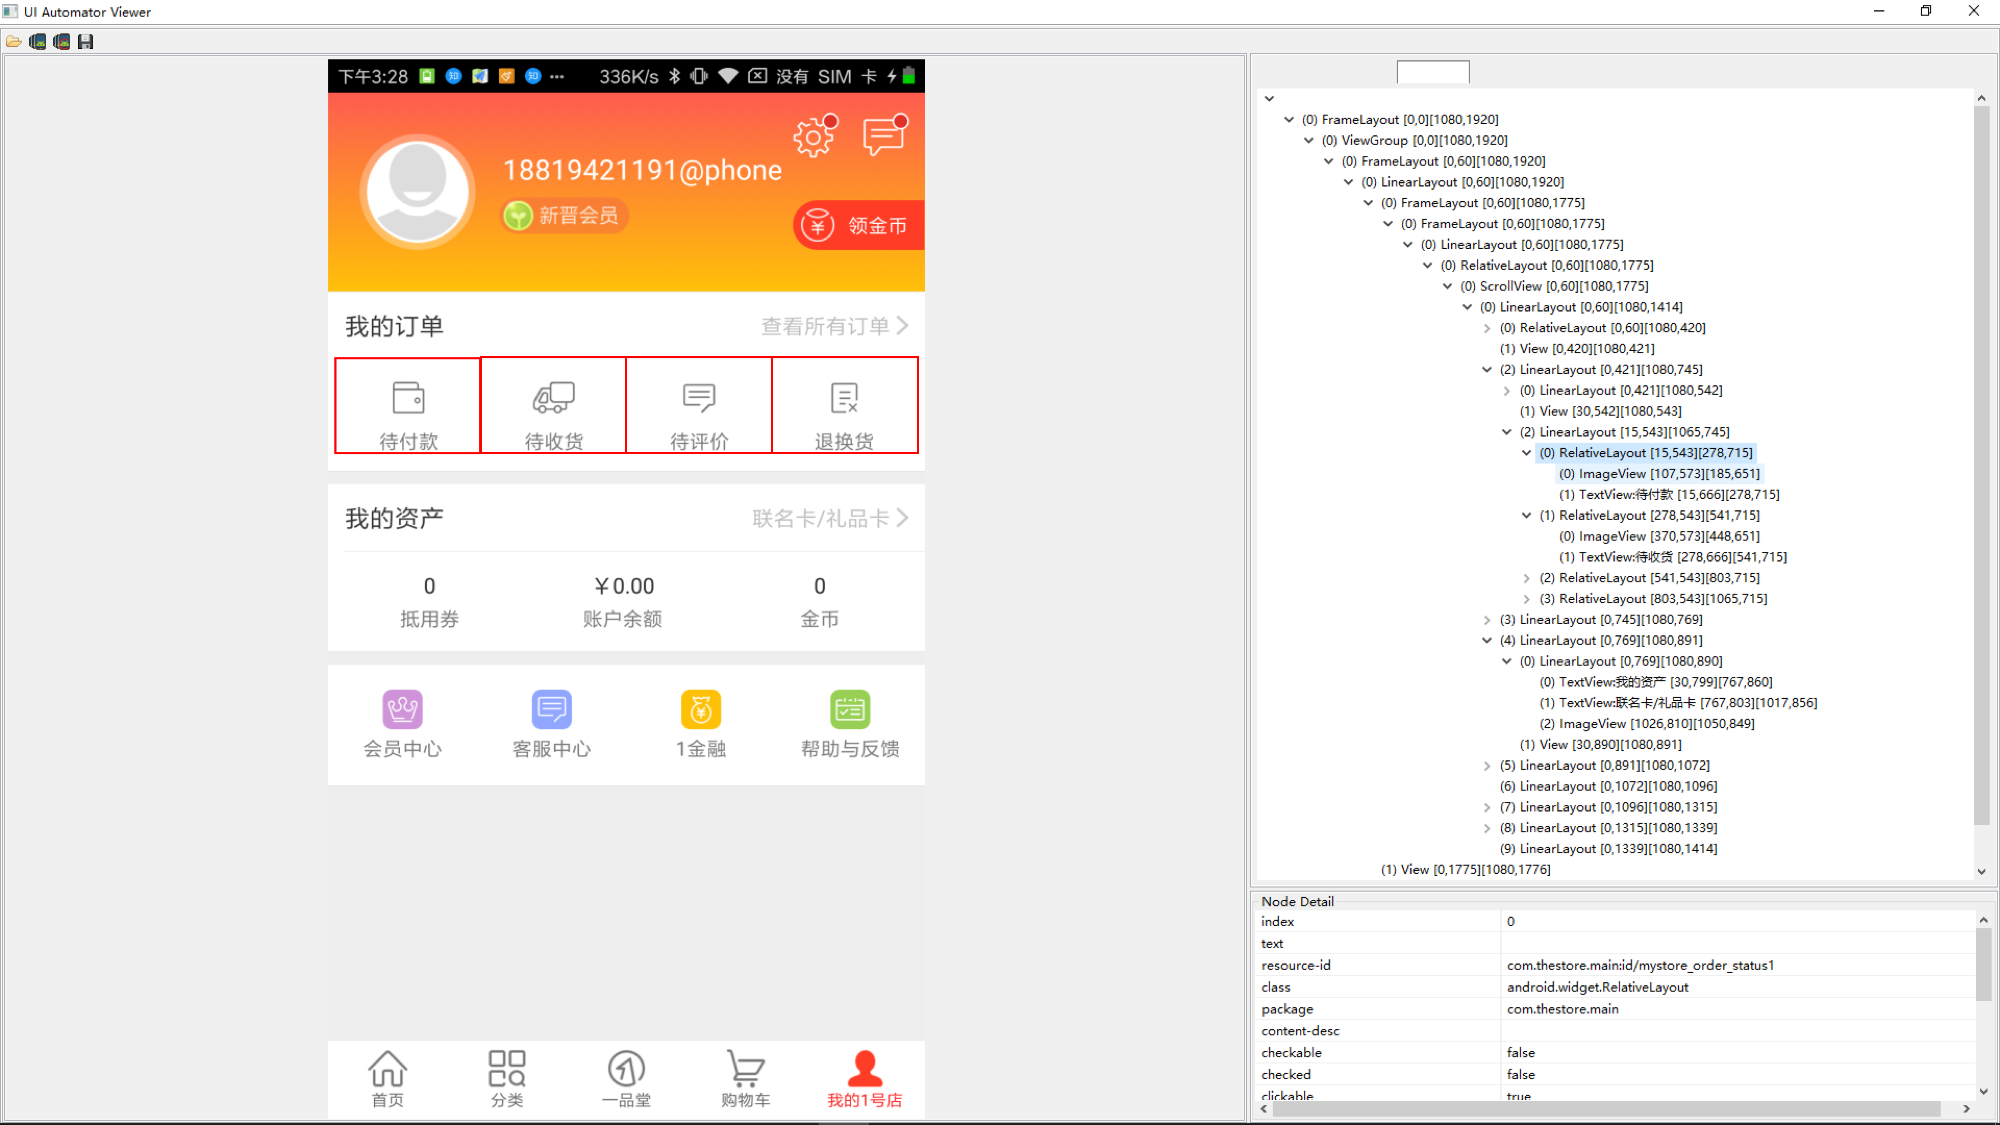 UI Automator Viewer
下午3:28
336K/s
没有 SIM 卡
18819421191@phone
新晋会员
领金币
我的订单
查看所有订单
待付款
待收货
待评价
退换货
我的资产
联名卡/礼品卡
0
￥0.00
0
抵用券
账户余额
金币
会员中心
客服中心
1金融
帮助与反馈
首页
分类
一品堂
购物车
我的1号店
(0) FrameLayout [0,0][1080,1920]
(0) ViewGroup [0,0][1080,1920]
(0) FrameLayout [0,60][1080,1920]
(0) LinearLayout [0,60][1080,1920]
(0) FrameLayout [0,60][1080,1775]
(0) FrameLayout [0,60][1080,1775]
(0) LinearLayout [0,60][1080,1775]
(0) RelativeLayout [0,60][1080,1775]
(0) ScrollView [0,60][1080,1775]
(0) LinearLayout [0,60][1080,1414]
(0) RelativeLayout [0,60][1080,420]
(1) View [0,420][1080,421]
(2) LinearLayout [0,421][1080,745]
(0) LinearLayout [0,421][1080,542]
(1) View [30,542][1080,543]
(2) LinearLayout [15,543][1065,745]
(0) RelativeLayout [15,543][278,715]
(0) ImageView [107,573][185,651]
(1) TextView:待付款 [15,666][278,715]
(1) RelativeLayout [278,543][541,715]
(0) ImageView [370,573][448,651]
(1) TextView:待收货 [278,666][541,715]
(2) RelativeLayout [541,543][803,715]
(3) RelativeLayout [803,543][1065,715]
(3) LinearLayout [0,745][1080,769]
(4) LinearLayout [0,769][1080,891]
(0) LinearLayout [0,769][1080,890]
(0) TextView:我的资产 [30,799][767,860]
(1) TextView:联名卡/礼品卡 [767,803][1017,856]
(2) ImageView [1026,810][1050,849]
(1) View [30,890][1080,891]
(5) LinearLayout [0,891][1080,1072]
(6) LinearLayout [0,1072][1080,1096]
(7) LinearLayout [0,1096][1080,1315]
(8) LinearLayout [0,1315][1080,1339]
(9) LinearLayout [0,1339][1080,1414]
(1) View [0,1775][1080,1776]
Node Detail
index 0
text
resource-id com.thestore.main:id/mystore_order_status1
class android.widget.RelativeLayout
package com.thestore.main
content-desc
checkable false
checked false
clickable true